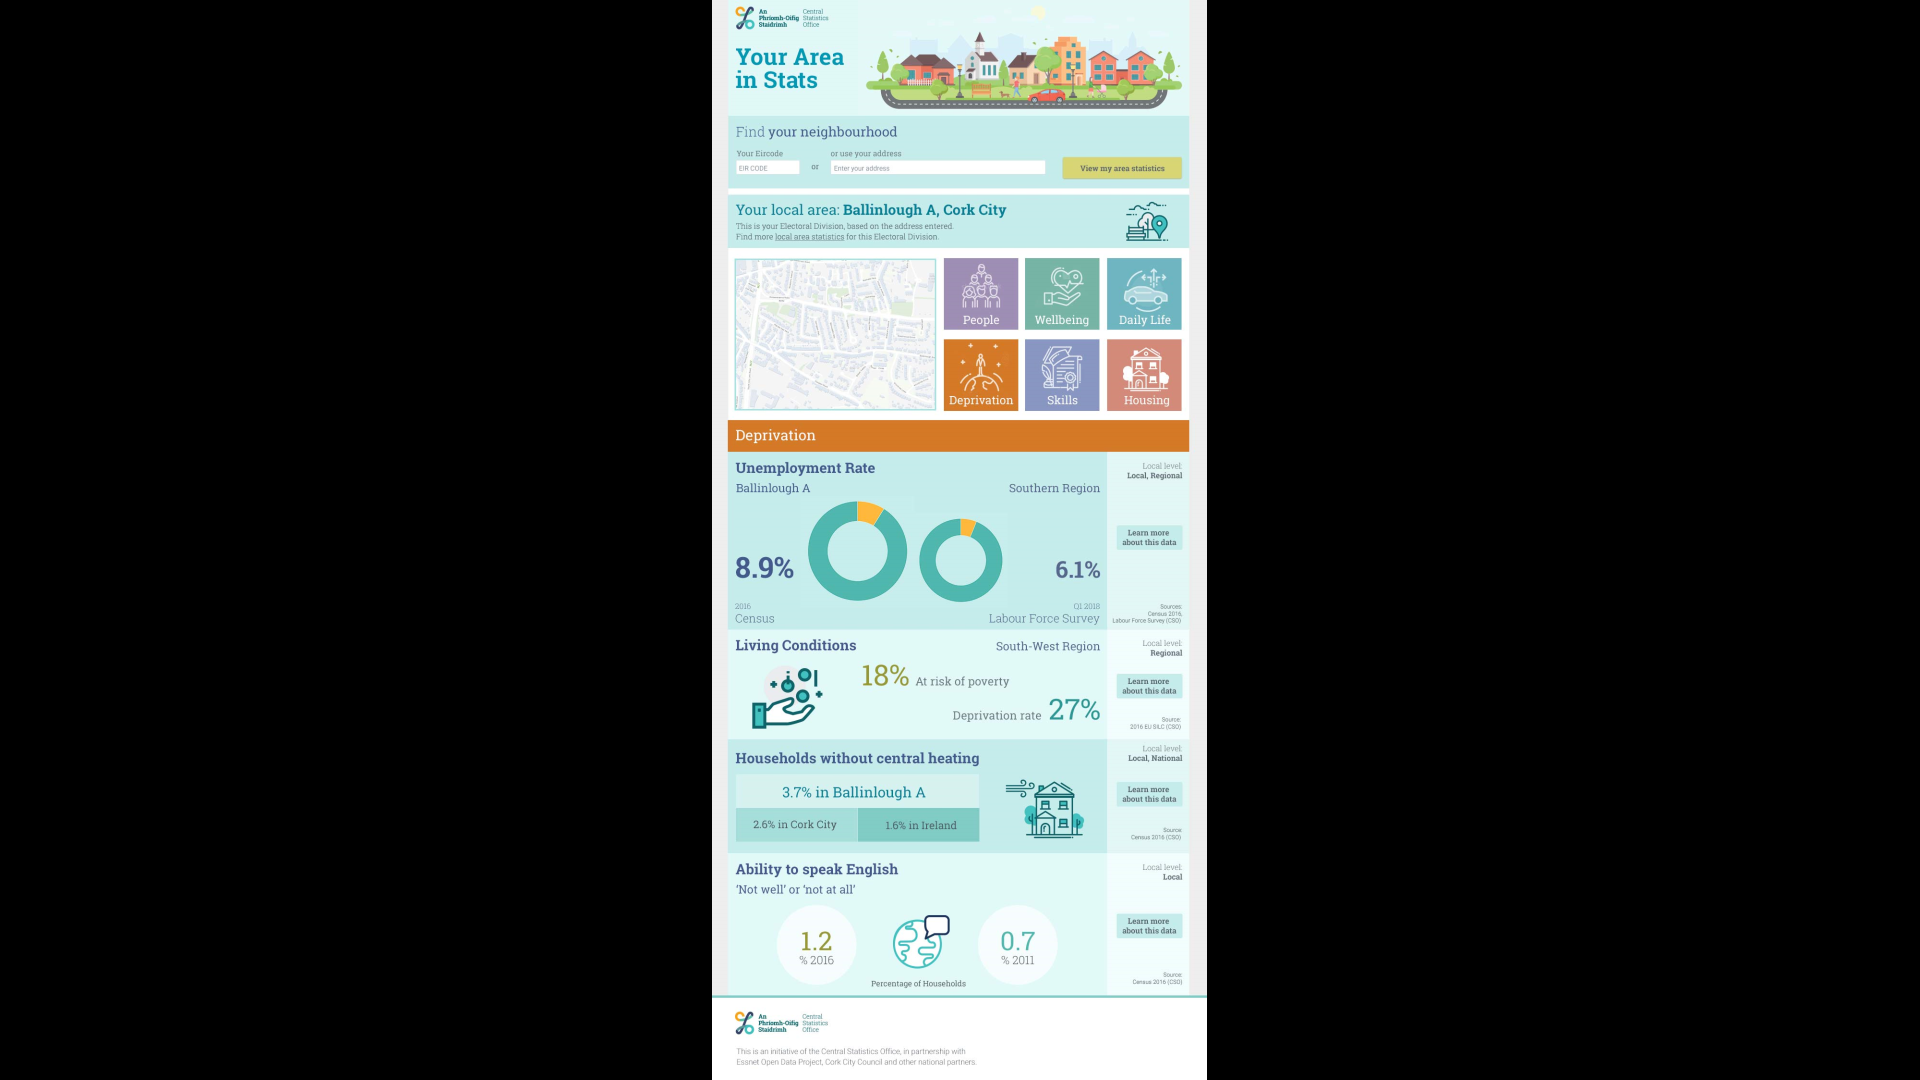 An
Phríomh-Oifig
Staidrimh
Central
Statistics
Office
Your Area
in Stats
Find your neighbourhood
Your Eircode
or use your address
EIR CODE
or
Enter your address
View my area statistics
Your local area: Ballinlough A, Cork City
This is your Electoral Division, based on the address entered.
Find more local area statistics for this Electoral Division.
People
Wellbeing
Daily Life
Deprivation
Skills
Housing
Deprivation
Unemployment Rate
Ballinlough A
Southern Region
8.9%
6.1%
2016
Census
Q1 2018
Labour Force Survey
Local level:
Local, Regional
Learn more
about this data
Sources:
Census 2016,
Labour Force Survey (CSO)
Living Conditions
South-West Region
18% At risk of poverty
Deprivation rate 27%
Local level:
Regional
Learn more
about this data
Source:
2016 EU SILC (CSO)
Households without central heating
3.7% in Ballinlough A
2.6% in Cork City
1.6% in Ireland
Local level:
Local, National
Learn more
about this data
Source:
Census 2016 (CSO)
Ability to speak English
'Not well' or 'not at all'
1.2
% 2016
0.7
% 2011
Percentage of Households
Local level:
Local
Learn more
about this data
Source:
Census 2016 (CSO)
An
Phríomh-Oifig
Staidrimh
Central
Statistics
Office
This is an initiative of the Central Statistics Office, in partnership with
Essnet Open Data Project, Cork City Council and other national partners.